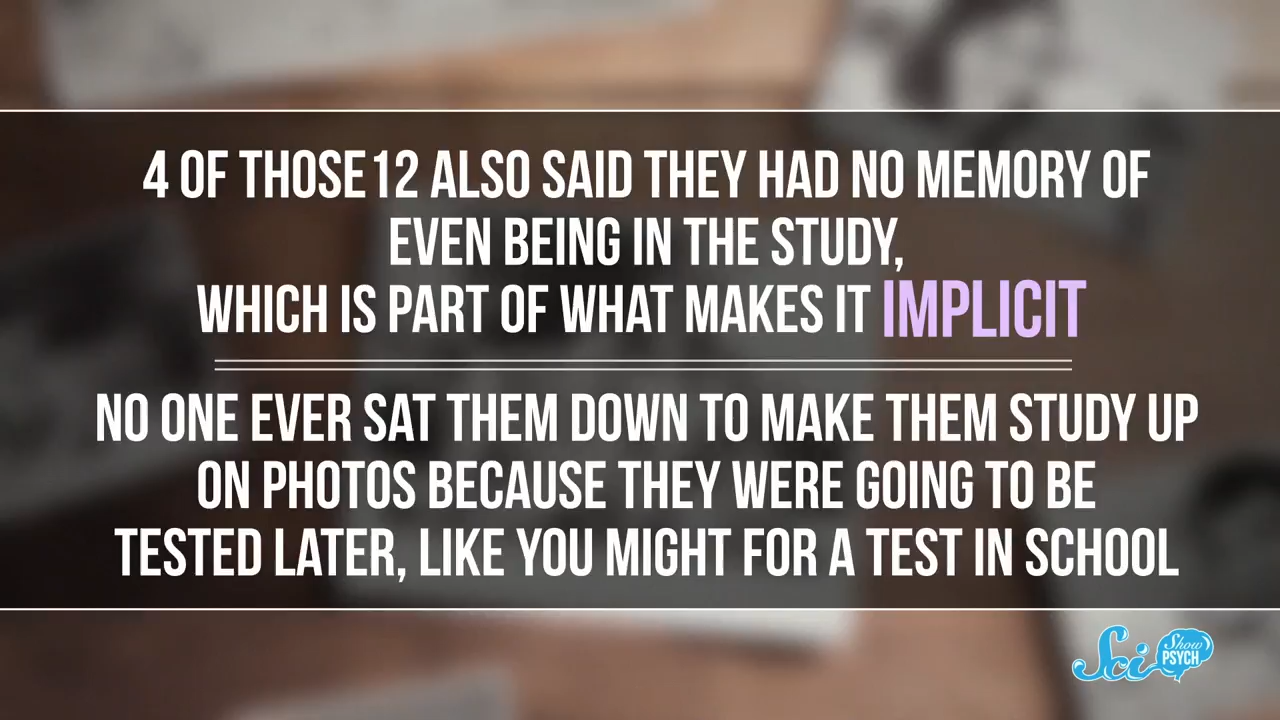 4 OF THOSE 12 ALSO SAID THEY HAD NO MEMORY OF
EVEN BEING IN THE STUDY,
WHICH IS PART OF WHAT MAKES IT IMPLICIT
NO ONE EVER SAT THEM DOWN TO MAKE THEM STUDY UP
ON PHOTOS BECAUSE THEY WERE GOING TO BE
TESTED LATER, LIKE YOU MIGHT FOR A TEST IN SCHOOL
Sci Show
PSYCH